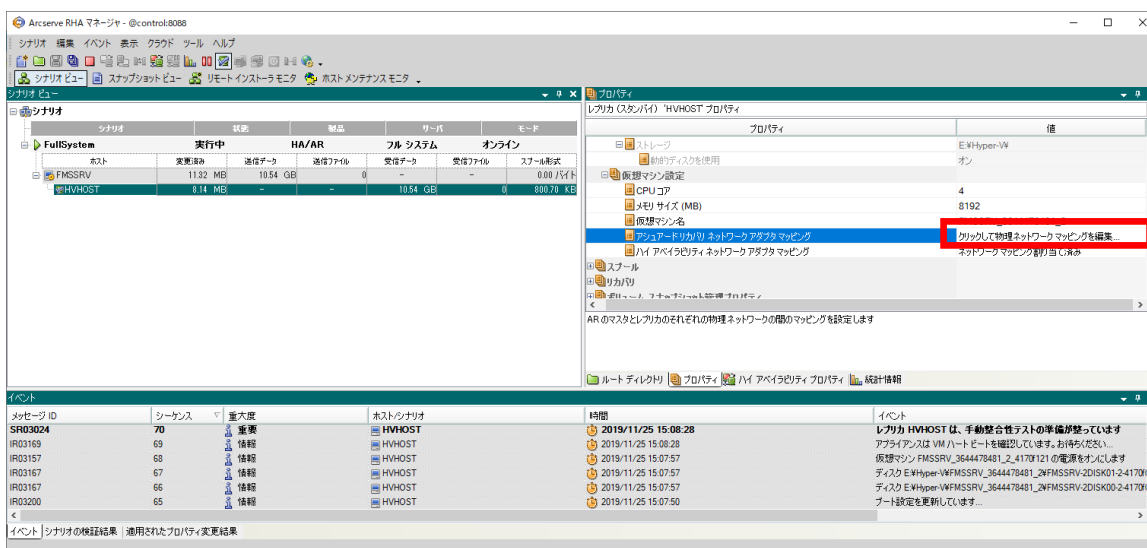 Arcserve RHA マネージャ - @control:8088
シナリオ 編集 イベント 表示 クラウド ツール ヘルプ
シナリオ ビュー スナップショット ビュー リモート インストーラ モニタ ホスト メンテナンス モニタ
シナリオ ビュー
シナリオ
シナリオ 状態 製品 サーバ モード
FullSystem 実行中 HA/AR フル システム オンライン
ホスト 変更済み 送信データ 送信ファイル 受信データ 受信ファイル スプール形式
FMSSRV 11.32 MB 10.54 GB 0 - - 0.00 バイト
HVHOST 8.14 MB - - 10.54 GB 0 800.70 KB
プロパティ
レプリカ (スタンバイ) 'HVHOST' プロパティ
プロパティ 値
ストレージ E:¥Hyper-V¥
動的ディスクを使用 オン
仮想マシン設定
CPU コア 4
メモリ サイズ (MB) 8192
仮想マシン名
アシュアードリカバリ ネットワーク アダプタ マッピング クリックして物理ネットワーク マッピングを編集...
ハイ アベイラビリティ ネットワーク アダプタ マッピング ネットワーク マッピング割り当て済み
スプール
リカバリ
ボリューム スナップショット管理プロパティ
AR のマスタとレプリカのそれぞれの物理ネットワークの間のマッピングを設定します
ルート ディレクトリ プロパティ ハイ アベイラビリティ プロパティ 統計情報
イベント
メッセージ ID シーケンス 重大度 ホスト/シナリオ 時間 イベント
SR03024 70 重要 HVHOST 2019/11/25 15:08:28 レプリカ HVHOST は、手動整合性テストの準備が整っています
IR03169 69 情報 HVHOST 2019/11/25 15:08:28 アプライアンスは VM ハートビートを確認しています。お待ちください...
IR03157 68 情報 HVHOST 2019/11/25 15:07:57 仮想マシン FMSSRV_3644478481_2_4170f121 の電源をオンにします
IR03167 67 情報 HVHOST 2019/11/25 15:07:57 ディスク E:¥Hyper-V¥FMSSRV_3644478481_2¥FMSSRV-2DISK01-2-4170f
IR03167 66 情報 HVHOST 2019/11/25 15:07:57 ディスク E:¥Hyper-V¥FMSSRV_3644478481_2¥FMSSRV-2DISK00-2-4170f
IR03200 65 情報 HVHOST 2019/11/25 15:07:50 ブート設定を更新しています...
イベント シナリオの検証結果 適用されたプロパティ変更結果